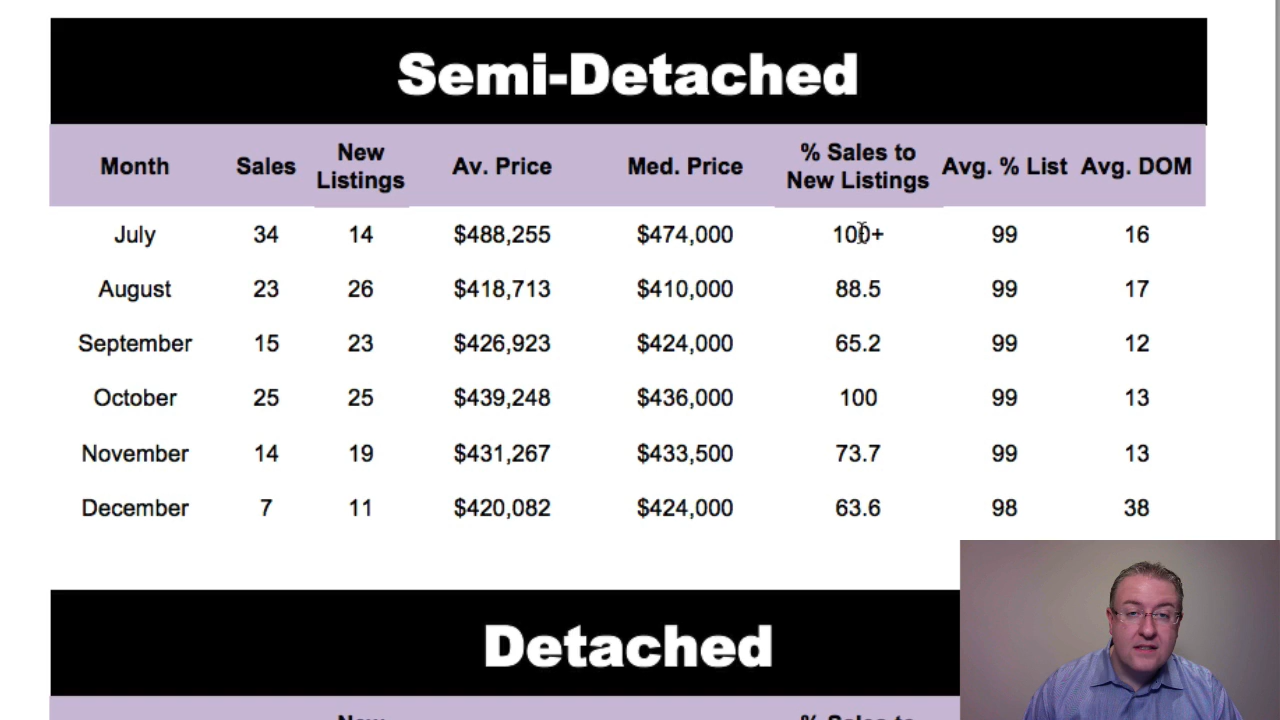 Semi-Detached
Month Sales New Listings Av. Price Med. Price % Sales to New Listings Avg. % List Avg. DOM
July 34 14 $488,255 $474,000 100+ 99 16
August 23 26 $418,713 $410,000 88.5 99 17
September 15 23 $426,923 $424,000 65.2 99 12
October 25 25 $439,248 $436,000 100 99 13
November 14 19 $431,267 $433,500 73.7 99 13
December 7 11 $420,082 $424,000 63.6 98 38
Detached
New % Sales to